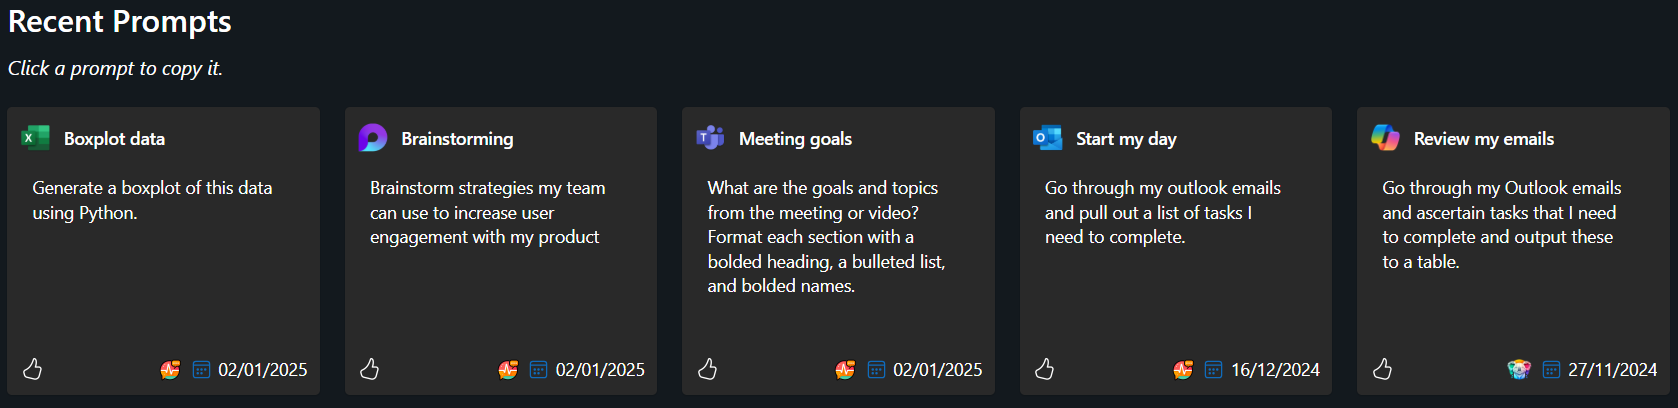 Recent Prompts
Click a prompt to copy it.
Boxplot data
Generate a boxplot of this data
using Python.
02/01/2025
Brainstorming
Brainstorm strategies my team
can use to increase user
engagement with my product
02/01/2025
Meeting goals
What are the goals and topics
from the meeting or video?
Format each section with a
bolded heading, a bulleted list,
and bolded names.
02/01/2025
Start my day
Go through my outlook emails
and pull out a list of tasks I
need to complete.
16/12/2024
Review my emails
Go through my Outlook emails
and ascertain tasks that I need
to complete and output these
to a table.
27/11/2024